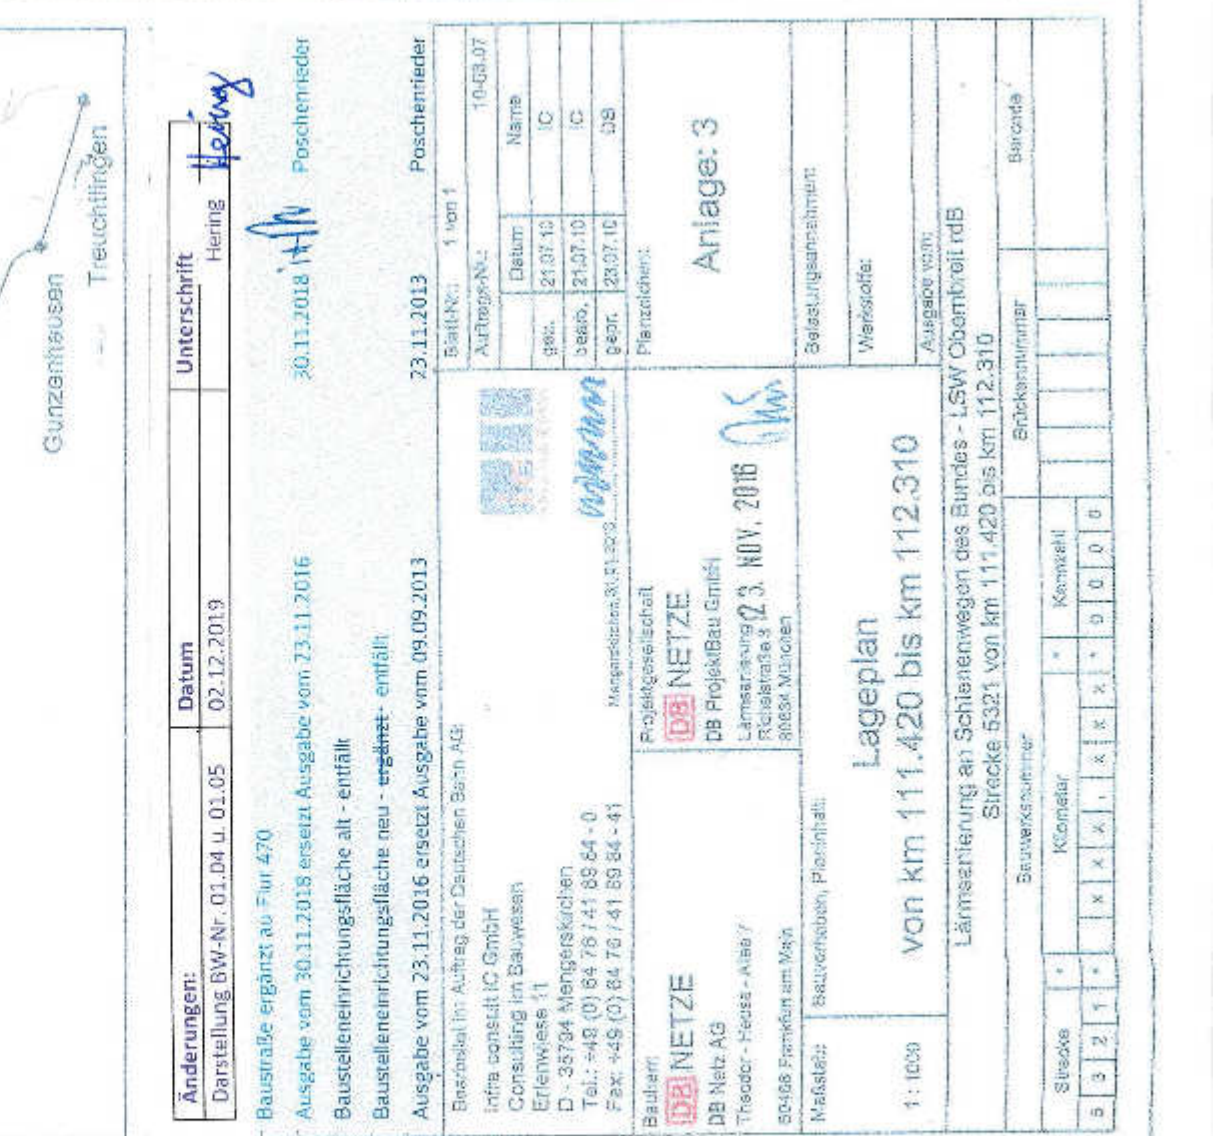 Gunzenhausen
Treuchtlingen
Änderungen: Datum Unterschrift
Darstellung BW-Nr. 01.04 u. 01.05 02.12.2019 Hering Hering
Baustraße ergänzt au Flur 470
Ausgabe vom 30.11.2018 ersetzt Ausgabe vom 23.11.2016 30.11.2018 Poschenrieder
Baustelleneinrichtungsfläche alt - entfällt
Baustelleneinrichtungsfläche neu - ergänzt - entfällt
Ausgabe vom 23.11.2016 ersetzt Ausgabe vom 09.09.2013 23.11.2013 Poschenrieder
Bearbeitet im Auftrag der Deutschen Bahn AG:
infra consult IC GmbH
Consulting im Bauwesen
Erlenwiese 11
D - 35794 Mengerskirchen
Tel.: +49 (0) 64 76 / 41 89 84 - 0
Fax: +49 (0) 64 76 / 41 89 84 - 41
Blatt-Nr.: 1 von 1
Auftrags-Nr.: 10-03.07
Datum Name
gez. 21.07.10 IC
bearb. 21.07.10 IC
gepr. 23.07.10
Bauherr:
DB NETZE
DB Netz AG
Theodor - Heuss - Allee 7
60486 Frankfurt am Main
Projektgesellschaft
DB NETZE
DB ProjektBau GmbH
Lärmsanierung
Richelstraße 3
80634 München
23. NOV. 2016
Planzeichen:
Anlage: 3
Maßstab:
1 : 1000
Bauvorhaben, Planinhalt:
Lageplan
von km 111.420 bis km 112.310
Belastungsannahmen:
Werkstoffe:
Ausgabe vom:
Lärmsanierung an Schienenwegen des Bundes - LSW Obernbreit rdB
Strecke 5321 von km 111.420 bis km 112.310
Bauwerksnummer Brückennummer
Strecke * Kilometer * Kennzahl
5 3 2 1 * x x x , x x x * 0 0 0 0